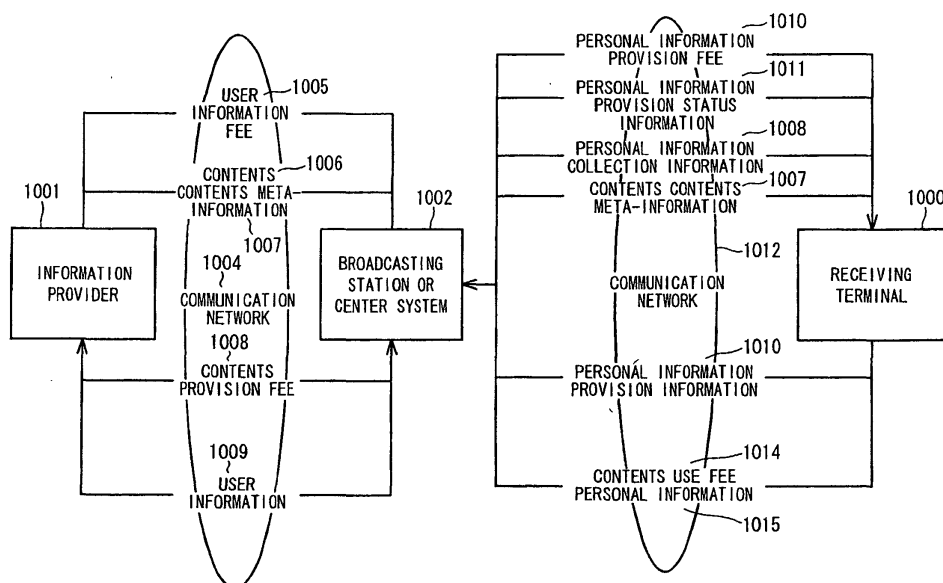 1005
USER
INFORMATION
FEE
1006
CONTENTS
CONTENTS META-
INFORMATION
1007
1001
INFORMATION
PROVIDER
1004
COMMUNICATION
NETWORK
1002
BROADCASTING
STATION OR
CENTER SYSTEM
1008
CONTENTS
PROVISION FEE
1009
USER
INFORMATION
1010
PERSONAL INFORMATION
PROVISION FEE
1011
PERSONAL INFORMATION
PROVISION STATUS
INFORMATION
1008
PERSONAL INFORMATION
COLLECTION INFORMATION
1007
CONTENTS CONTENTS
META-INFORMATION
1000
RECEIVING
TERMINAL
1012
COMMUNICATION
NETWORK
1010
PERSONAL INFORMATION
PROVISION INFORMATION
1014
CONTENTS USE FEE
PERSONAL INFORMATION
1015